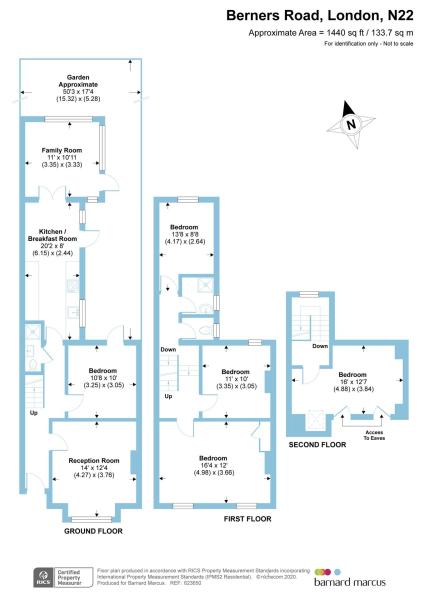 Berners Road, London, N22
Approximate Area = 1440 sq ft / 133.7 sq m
For identification only - Not to scale
Garden
Approximate
50'3 x 17'4
(15.32) x (5.28)
N
Family Room
11' x 10'11
(3.35) x (3.33)
Kitchen /
Breakfast Room
20'2 x 8'
(6.15) x (2.44)
Bedroom
10'8 x 10'
(3.25) x (3.05)
Up
Reception Room
14' x 12'4
(4.27) x (3.76)
GROUND FLOOR
Bedroom
13'8 x 8'8
(4.17) x (2.64)
Down
Up
Bedroom
11' x 10'
(3.35) x (3.05)
Bedroom
16'4 x 12'
(4.98) x (3.66)
FIRST FLOOR
Down
Bedroom
16' x 12'7
(4.88) x (3.84)
Access
To Eaves
SECOND FLOOR
RICS
Certified
Property
Measurer
Floor plan produced in accordance with RICS Property Measurement Standards incorporating
International Property Measurement Standards (IPMS2 Residential). ©nichecom 2020.
Produced for Barnard Marcus. REF: 623650
barnard marcus